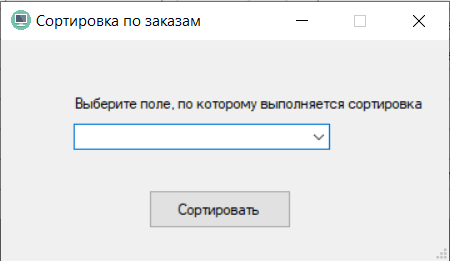 Сортировка по заказам
Выберите поле, по которому выполняется сортировка
Сортировать